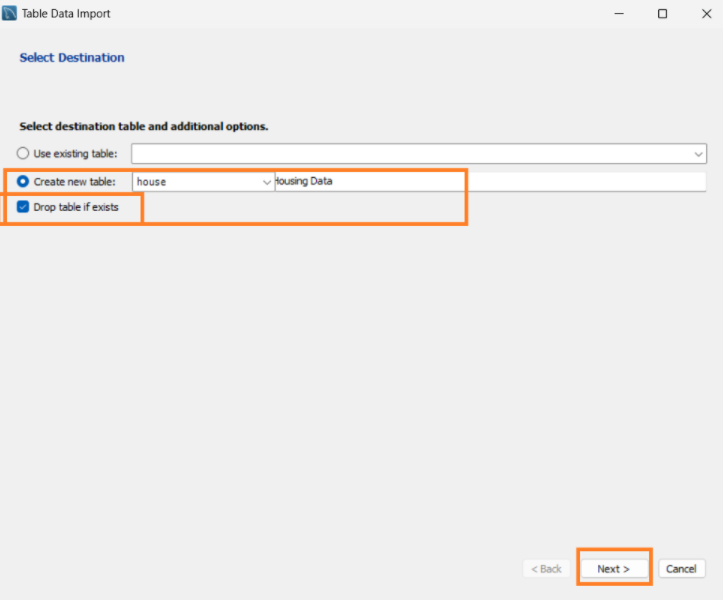 Table Data Import
Select Destination
Select destination table and additional options.
Use existing table:
Create new table: house Housing Data
Drop table if exists
< Back Next > Cancel